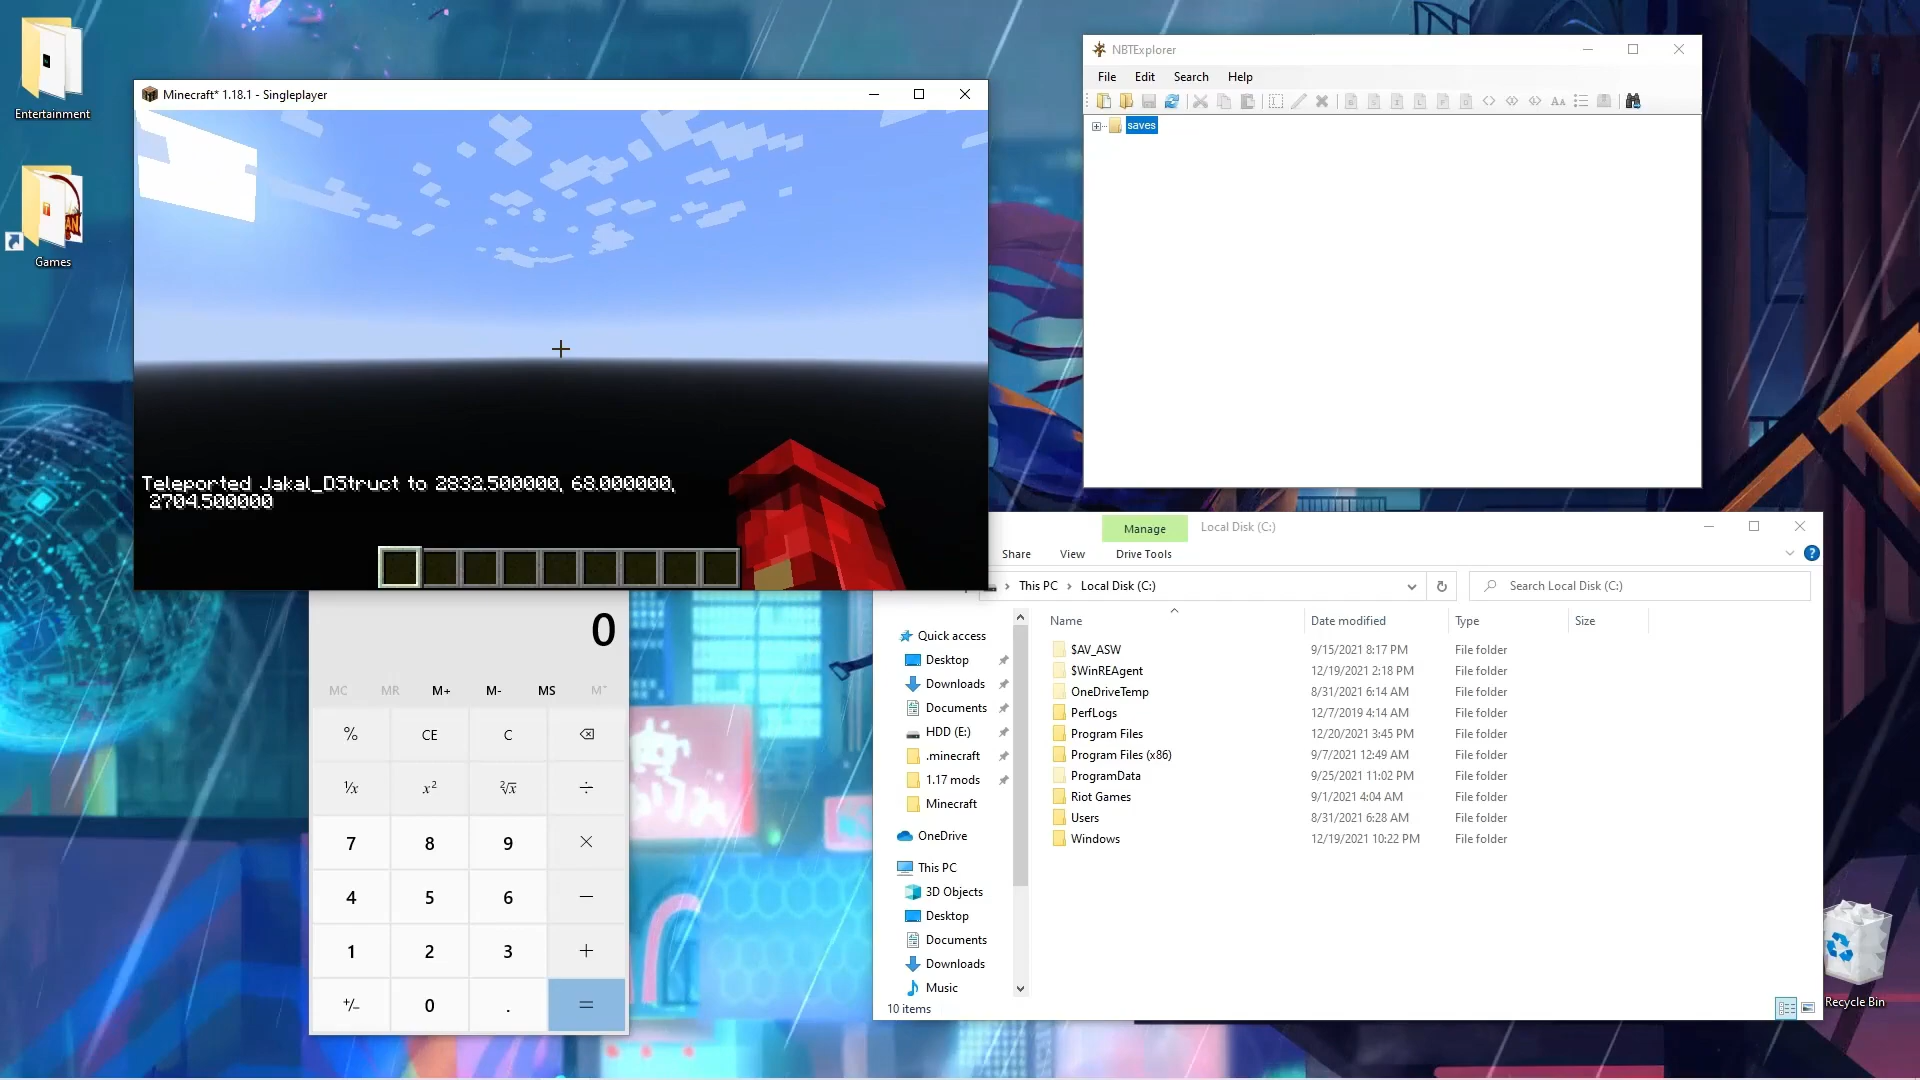 Entertainment
Games
Minecraft* 1.18.1 - Singleplayer
Teleported Jakal_DStruct to 2832.500000, 68.000000,
2704.500000
NBTExplorer
File Edit Search Help
saves
0
MC MR M+ M- MS M˅
% CE C
¹/x x² ²√x ÷
7 8 9 ×
4 5 6 −
1 2 3 +
+/− 0 . =
Manage Local Disk (C:)
Share View Drive Tools
This PC › Local Disk (C:)
Search Local Disk (C:)
Quick access
Desktop
Downloads
Documents
HDD (E:)
.minecraft
1.17 mods
Minecraft
OneDrive
This PC
3D Objects
Desktop
Documents
Downloads
Music
Name Date modified Type Size
$AV_ASW 9/15/2021 8:17 PM File folder
$WinREAgent 12/19/2021 2:18 PM File folder
OneDriveTemp 8/31/2021 6:14 AM File folder
PerfLogs 12/7/2019 4:14 AM File folder
Program Files 12/20/2021 3:45 PM File folder
Program Files (x86) 9/7/2021 12:49 AM File folder
ProgramData 9/25/2021 11:02 PM File folder
Riot Games 9/1/2021 4:04 AM File folder
Users 8/31/2021 6:28 AM File folder
Windows 12/19/2021 10:22 PM File folder
10 items
Recycle Bin